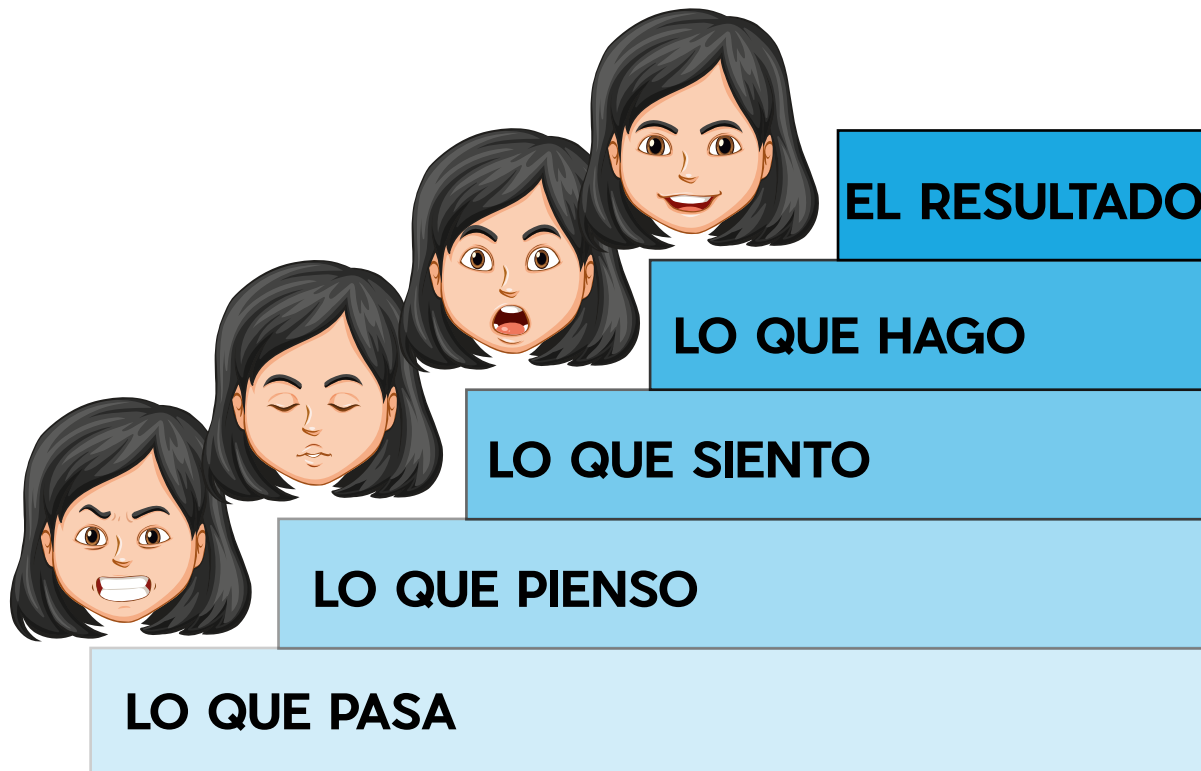 EL RESULTADO
LO QUE HAGO
LO QUE SIENTO
LO QUE PIENSO
LO QUE PASA